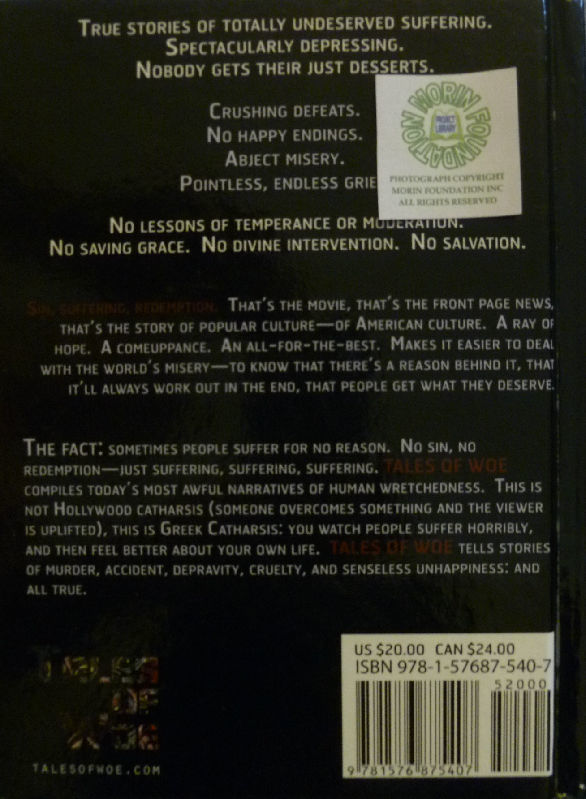 TRUE STORIES OF TOTALLY UNDESERVED SUFFERING.
SPECTACULARLY DEPRESSING.
NOBODY GETS THEIR JUST DESSERTS.
MORIN FOUNDATION
PROJECT
LIBRARY
PHOTOGRAPH COPYRIGHT
MORIN FOUNDATION INC
ALL RIGHTS RESERVED
CRUSHING DEFEATS.
NO HAPPY ENDINGS.
ABJECT MISERY.
POINTLESS, ENDLESS GRIE
NO LESSONS OF TEMPERANCE OR MODERATION.
NO SAVING GRACE. NO DIVINE INTERVENTION. NO SALVATION.
SIN, SUFFERING, REDEMPTION. THAT'S THE MOVIE, THAT'S THE FRONT PAGE NEWS,
THAT'S THE STORY OF POPULAR CULTURE—OF AMERICAN CULTURE. A RAY OF
HOPE. A COMEUPPANCE. AN ALL-FOR-THE-BEST. MAKES IT EASIER TO DEAL
WITH THE WORLD'S MISERY—TO KNOW THAT THERE'S A REASON BEHIND IT, THAT
IT'LL ALWAYS WORK OUT IN THE END, THAT PEOPLE GET WHAT THEY DESERVE.
THE FACT: SOMETIMES PEOPLE SUFFER FOR NO REASON. NO SIN, NO
REDEMPTION—JUST SUFFERING, SUFFERING, SUFFERING. TALES OF WOE
COMPILES TODAY'S MOST AWFUL NARRATIVES OF HUMAN WRETCHEDNESS. THIS IS
NOT HOLLYWOOD CATHARSIS (SOMEONE OVERCOMES SOMETHING AND THE VIEWER
IS UPLIFTED), THIS IS GREEK CATHARSIS: YOU WATCH PEOPLE SUFFER HORRIBLY,
AND THEN FEEL BETTER ABOUT YOUR OWN LIFE. TALES OF WOE TELLS STORIES
OF MURDER, ACCIDENT, DEPRAVITY, CRUELTY, AND SENSELESS UNHAPPINESS: AND
ALL TRUE.
TALES
OF
WOE
TALESOFWOE.COM
US $20.00 CAN $24.00
ISBN 978-1-57687-540-7
52000
9 781576 875407